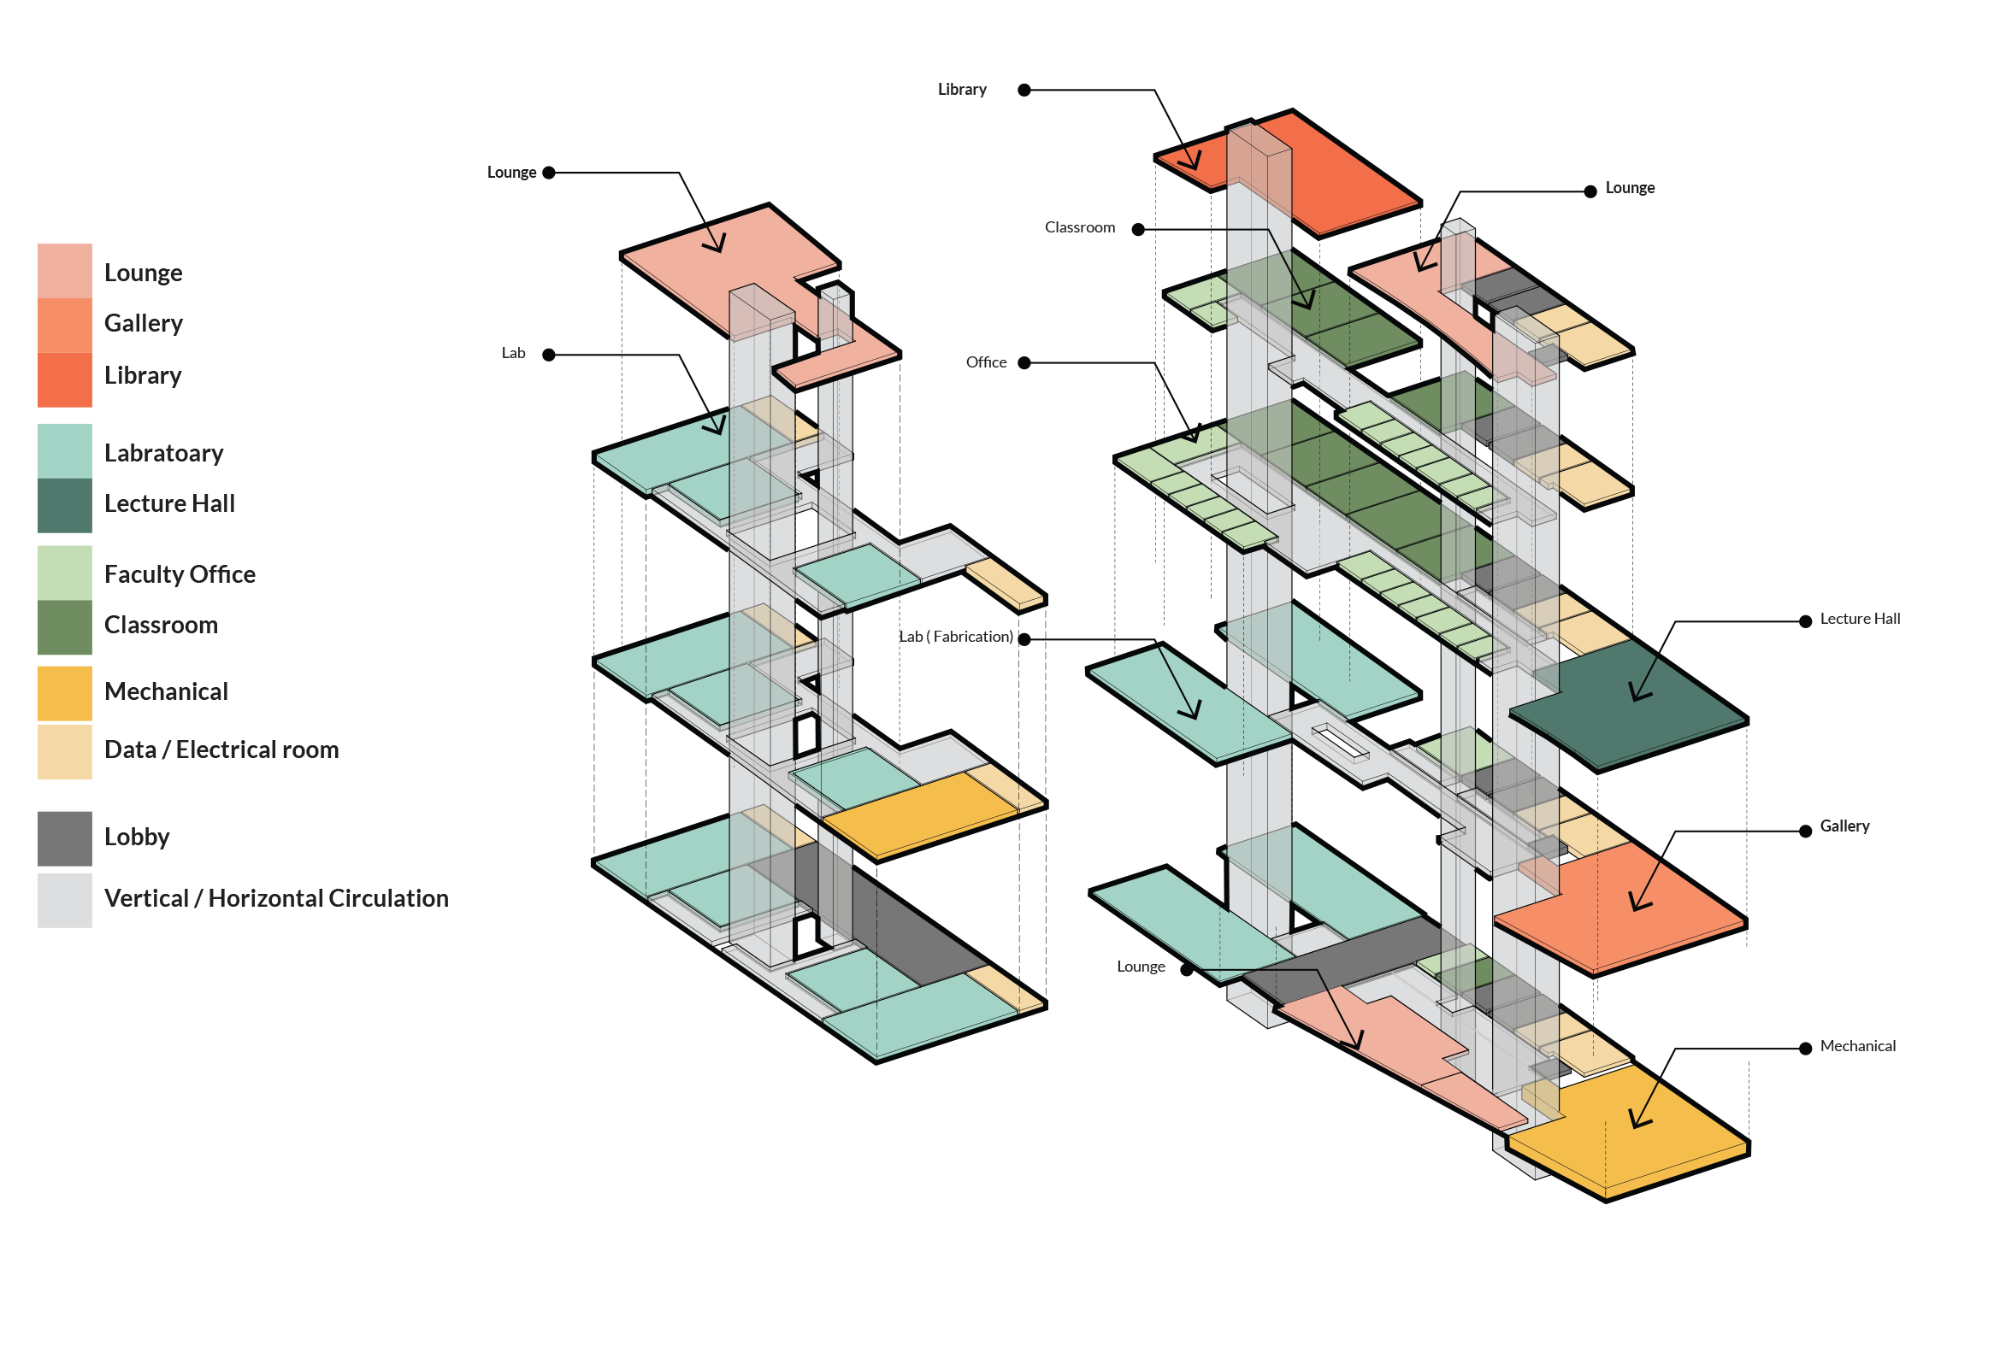 Lounge
Gallery
Library
Labratoary
Lecture Hall
Faculty Office
Classroom
Mechanical
Data / Electrical room
Lobby
Vertical / Horizontal Circulation
Lounge
Lab
Library
Classroom
Office
Lab ( Fabrication)
Lounge
Lounge
Lecture Hall
Gallery
Mechanical